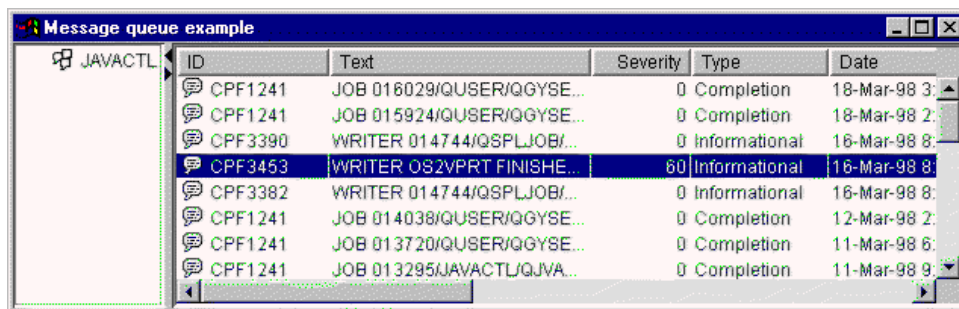 Message queue example
JAVACTL
ID Text Severity Type Date
CPF1241 JOB 016029/QUSER/QGYSE... 0 Completion 18-Mar-98 3:
CPF1241 JOB 015924/QUSER/QGYSE... 0 Completion 18-Mar-98 2:
CPF3390 WRITER 014744/QSPLJOB/... 0 Informational 16-Mar-98 8:
CPF3453 WRITER OS2VPRT FINISHE... 60 Informational 16-Mar-98 8:
CPF3382 WRITER 014744/QSPLJOB/... 0 Informational 16-Mar-98 8:
CPF1241 JOB 014038/QUSER/QGYSE... 0 Completion 12-Mar-98 2:
CPF1241 JOB 013720/QUSER/QGYSE... 0 Completion 11-Mar-98 6:
CPF1241 JOB 013295/JAVACTL/QJVA... 0 Completion 11-Mar-98 9: